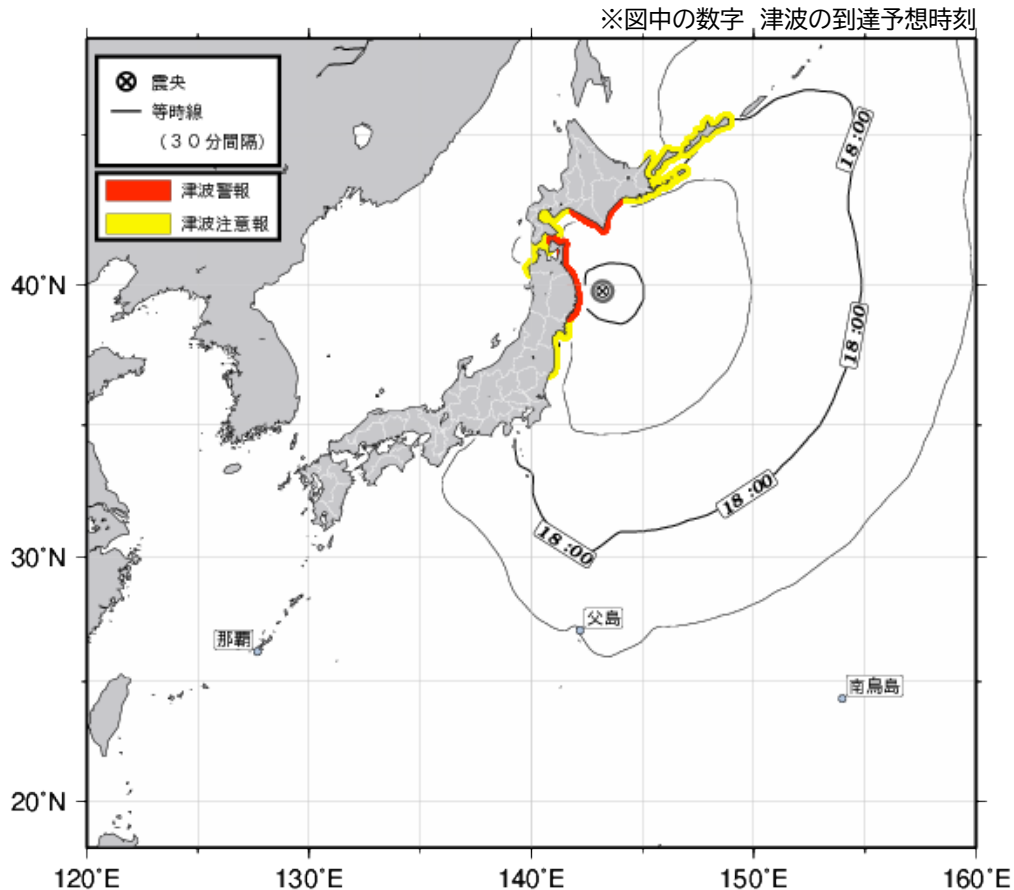 ※図中の数字 津波の到達予想時刻
震央
等時線
(３０分間隔)
津波警報
津波注意報
18:00
18:00
18:00
18:00
40°N
30°N
20°N
那覇
父島
南鳥島
120°E
130°E
140°E
150°E
160°E